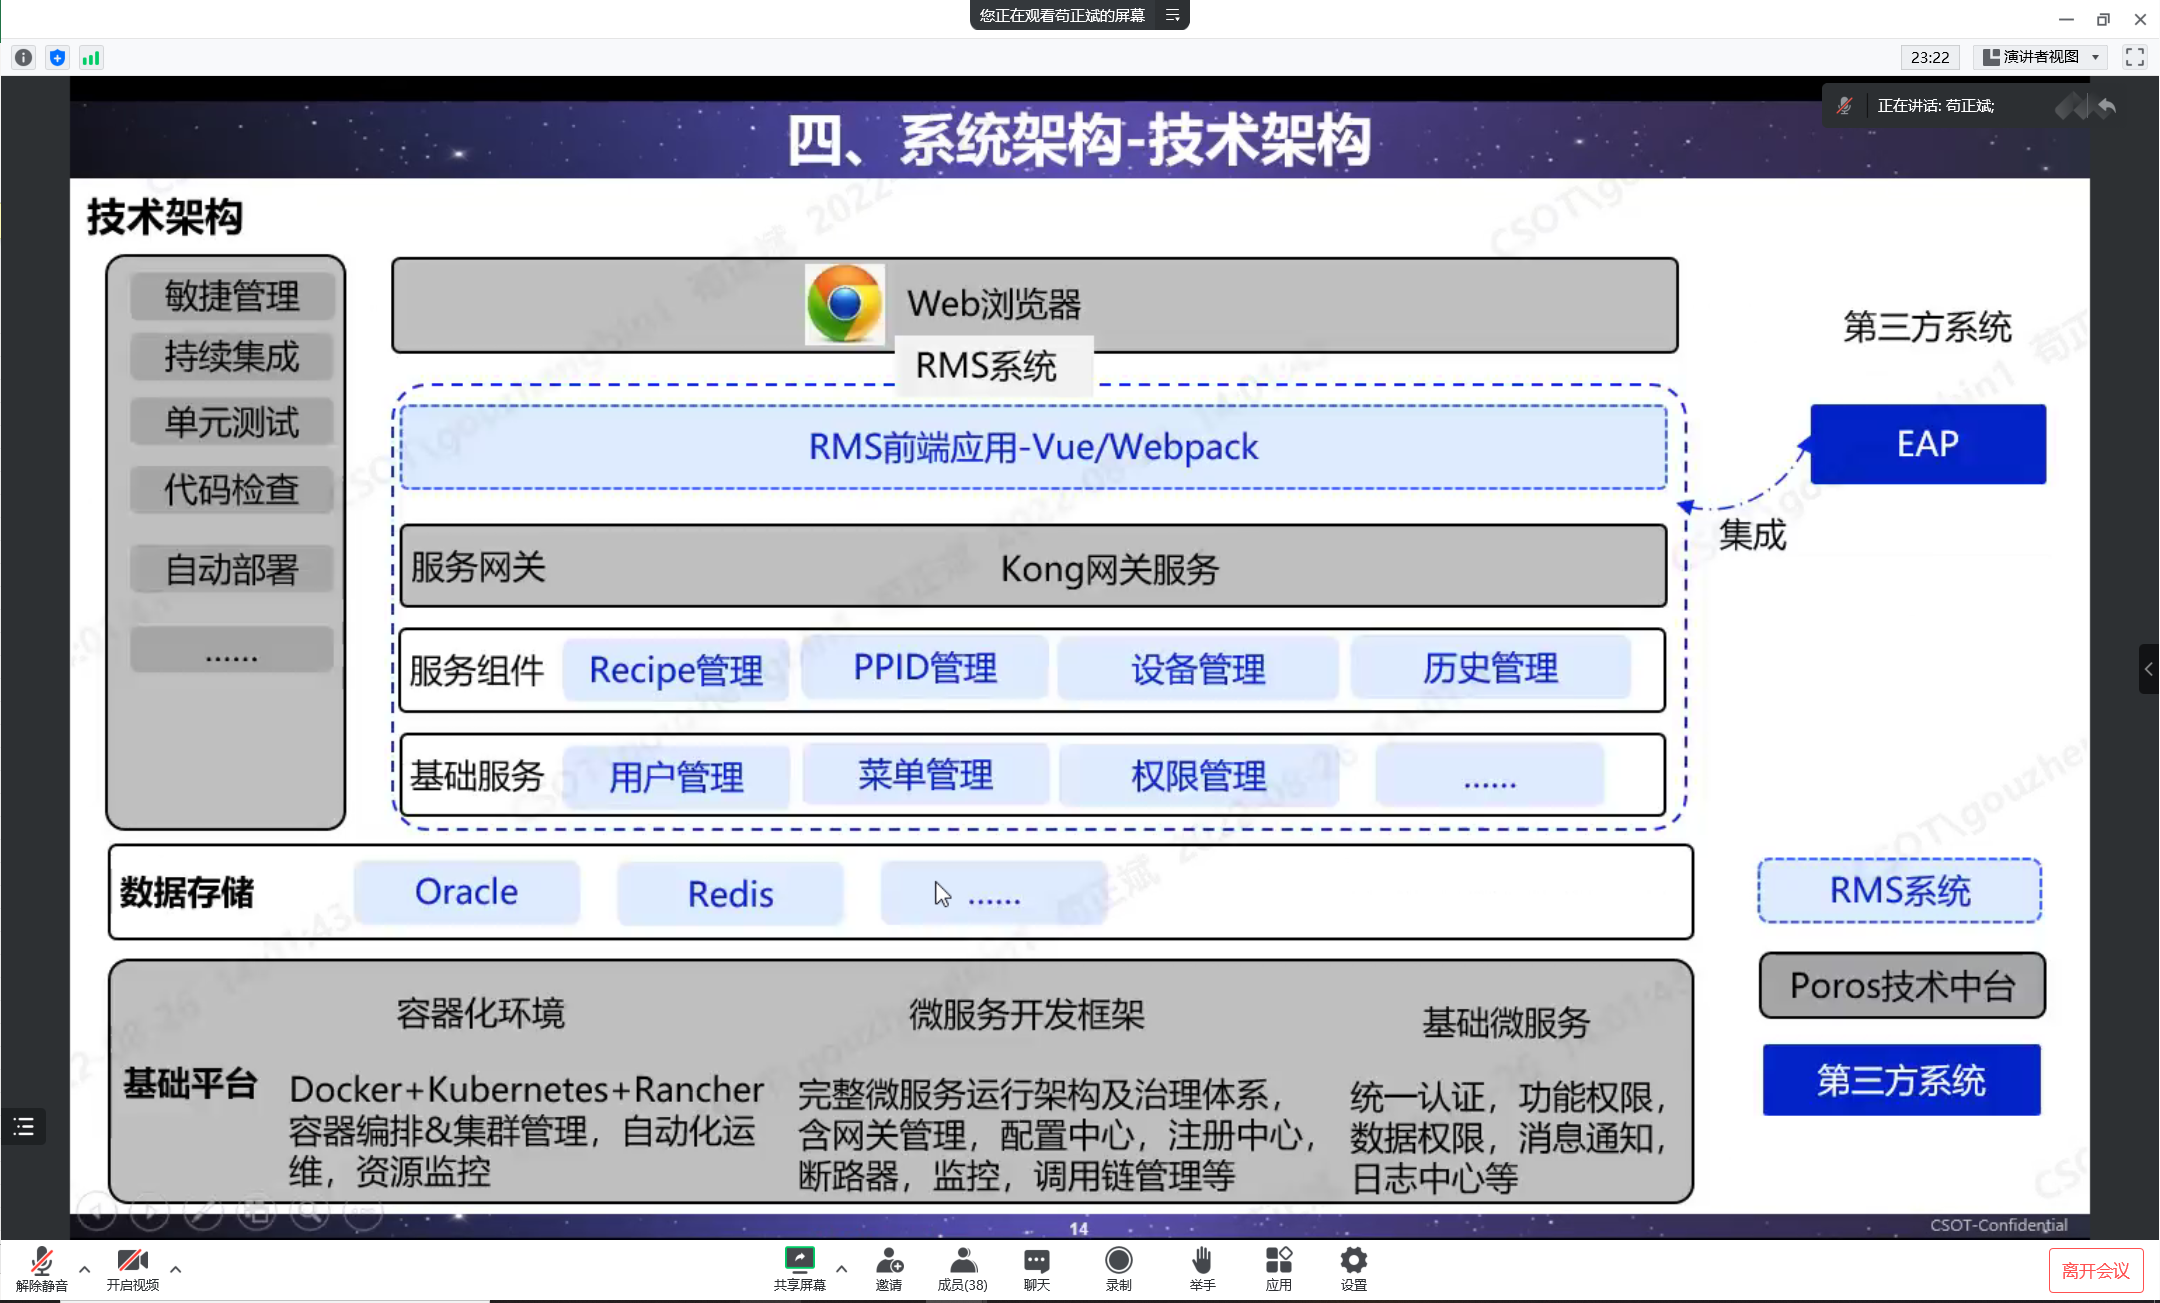 您正在观看苟正斌的屏幕
23:22
演讲者视图
正在讲话: 苟正斌;
四、系统架构-技术架构
技术架构
敏捷管理
持续集成
单元测试
代码检查
自动部署
......
Web浏览器
RMS系统
RMS前端应用-Vue/Webpack
服务网关
Kong网关服务
服务组件
Recipe管理
PPID管理
设备管理
历史管理
基础服务
用户管理
菜单管理
权限管理
......
第三方系统
EAP
集成
数据存储
Oracle
Redis
......
RMS系统
Poros技术中台
第三方系统
基础平台
容器化环境
Docker+Kubernetes+Rancher
容器编排&集群管理，自动化运
维，资源监控
微服务开发框架
完整微服务运行架构及治理体系，
含网关管理，配置中心，注册中心，
断路器，监控，调用链管理等
基础微服务
统一认证，功能权限，
数据权限，消息通知，
日志中心等
14
CSOT-Confidential
解除静音
开启视频
共享屏幕
邀请
成员(38)
聊天
录制
举手
应用
设置
离开会议